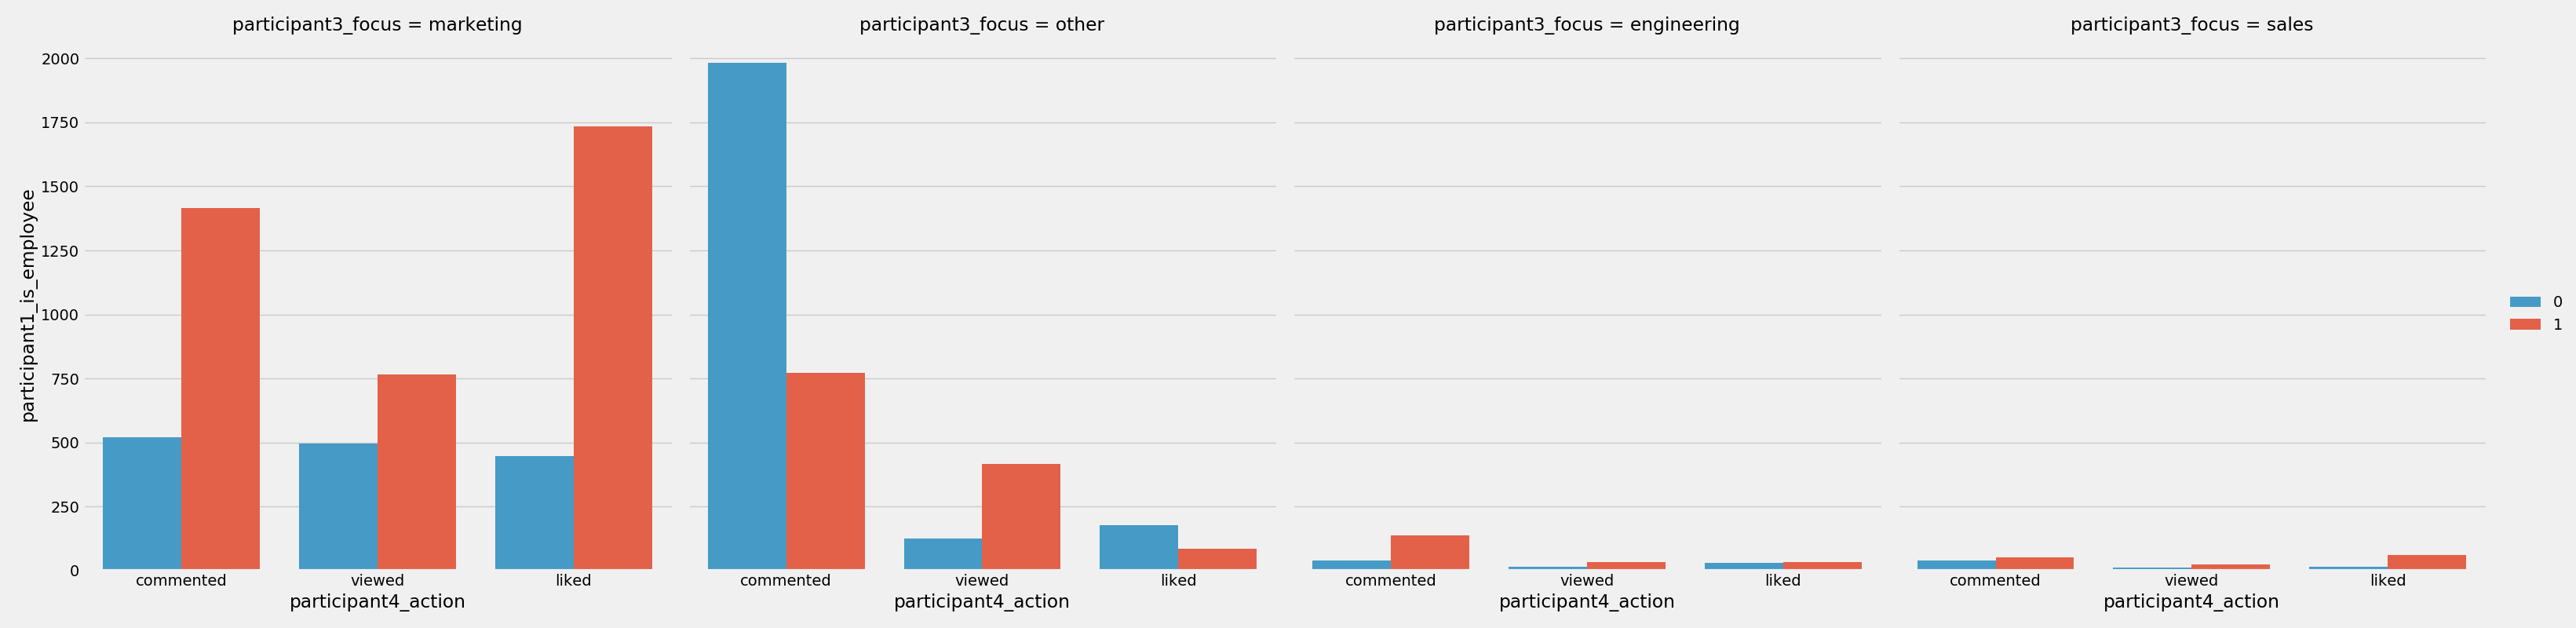 participant3_focus = marketing
participant3_focus = other
participant3_focus = engineering
participant3_focus = sales
participant1_is_employee
2000
1750
1500
1250
1000
750
500
250
0
commented viewed liked
commented viewed liked
commented viewed liked
commented viewed liked
participant4_action
participant4_action
participant4_action
participant4_action
0
1